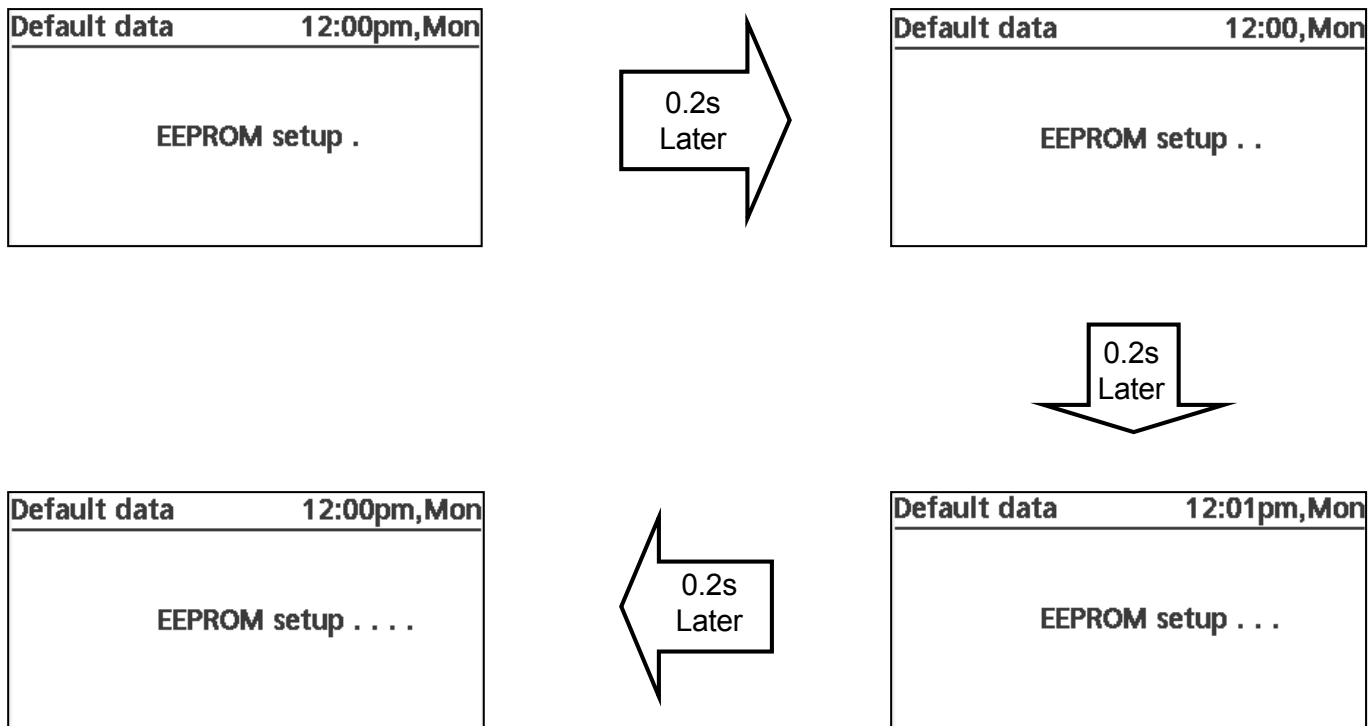 Default data 12:00pm,Mon
EEPROM setup .
0.2s
Later
Default data 12:00,Mon
EEPROM setup . .
0.2s
Later
Default data 12:01pm,Mon
EEPROM setup . . .
0.2s
Later
Default data 12:00pm,Mon
EEPROM setup . . . .